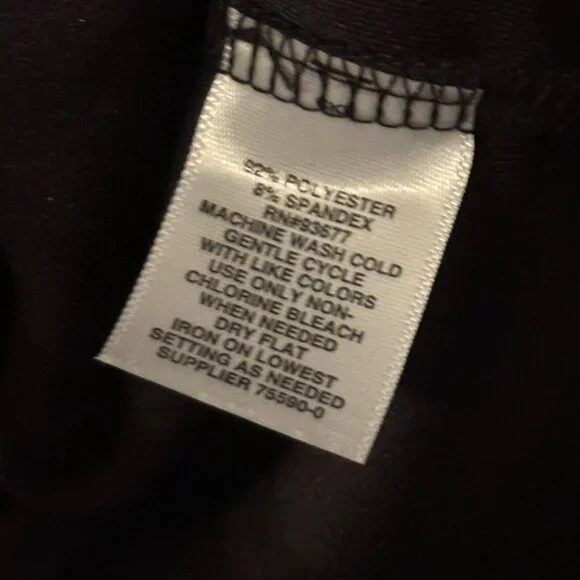 92% POLYESTER
8% SPANDEX
RN#93677
MACHINE WASH COLD
GENTLE CYCLE
WITH LIKE COLORS
USE ONLY NON-
CHLORINE BLEACH
WHEN NEEDED
DRY FLAT
IRON ON LOWEST
SETTING AS NEEDED
SUPPLIER 75590-0